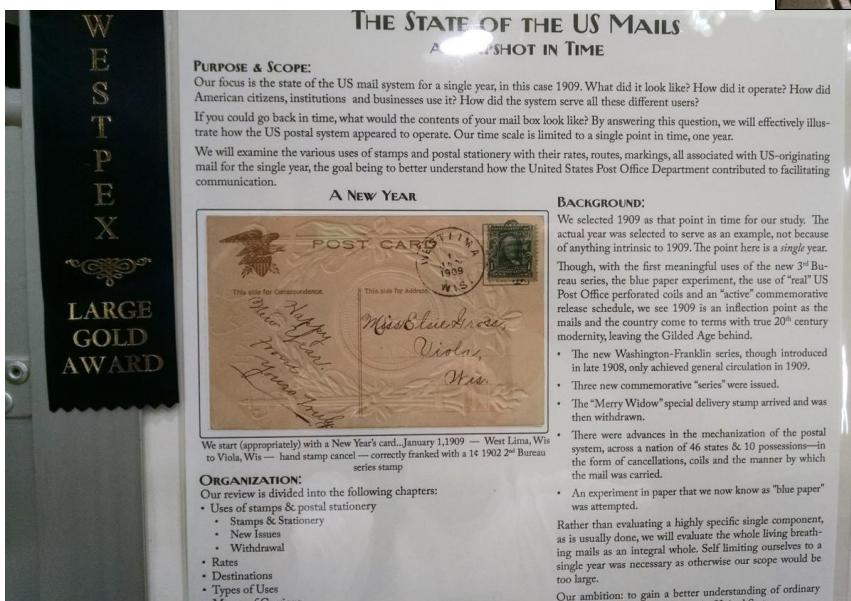 WESTPEX
LARGE
GOLD
AWARD
THE STATE OF THE US MAILS
A SNAPSHOT IN TIME
PURPOSE & SCOPE:
Our focus is the state of the US mail system for a single year, in this case 1909. What did it look like? How did it operate? How did
American citizens, institutions and businesses use it? How did the system serve all these different users?
If you could go back in time, what would the contents of your mail box look like? By answering this question, we will effectively illus-
trate how the US postal system appeared to operate. Our time scale is limited to a single point in time, one year.
We will examine the various uses of stamps and postal stationery with their rates, routes, markings, all associated with US-originating
mail for the single year, the goal being to better understand how the United States Post Office Department contributed to facilitating
communication.
A NEW YEAR
POST CARD
WEST LIMA
1909
WIS.
This side for Correspondence.
This side for Address.
Happy
New Year!
From
Yours Truly
Miss Elsie Gross,
Viola,
Wis.
We start (appropriately) with a New Year's card...January 1,1909 — West Lima, Wis
to Viola, Wis — hand stamp cancel — correctly franked with a 1¢ 1902 2nd Bureau
series stamp
ORGANIZATION:
Our review is divided into the following chapters:
• Uses of stamps & postal stationery
• Stamps & Stationery
• New Issues
• Withdrawal
• Rates
• Destinations
• Types of Uses
BACKGROUND:
We selected 1909 as that point in time for our study. The
actual year was selected to serve as an example, not because
of anything intrinsic to 1909. The point here is a single year.
Though, with the first meaningful uses of the new 3rd Bu-
reau series, the blue paper experiment, the use of "real" US
Post Office perforated coils and an "active" commemorative
release schedule, we see 1909 is an inflection point as the
mails and the country come to terms with true 20th century
modernity, leaving the Gilded Age behind.
• The new Washington-Franklin series, though introduced
in late 1908, only achieved general circulation in 1909.
• Three new commemorative "series" were issued.
• The "Merry Widow" special delivery stamp arrived and was
then withdrawn.
• There were advances in the mechanization of the postal
system, across a nation of 46 states & 10 possessions—in
the form of cancellations, coils and the manner by which
the mail was carried.
• An experiment in paper that we now know as "blue paper"
was attempted.
Rather than evaluating a highly specific single component,
as is usually done, we will evaluate the whole living breath-
ing mails as an integral whole. Self limiting ourselves to a
single year was necessary as otherwise our scope would be
too large.
Our ambition: to gain a better understanding of ordinary